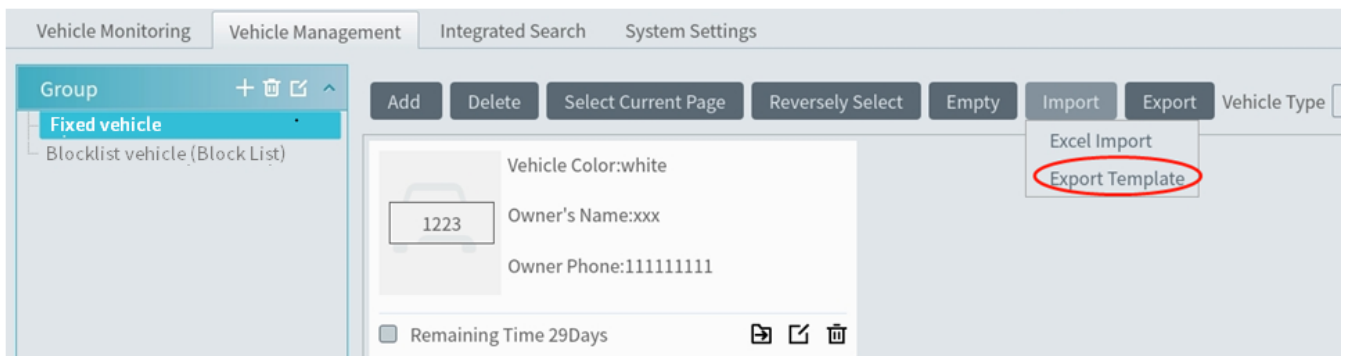 Vehicle Monitoring Vehicle Management Integrated Search System Settings
Group
Add Delete Select Current Page Reversely Select Empty Import Export Vehicle Type
Fixed vehicle
Blocklist vehicle (Block List)
Excel Import
Export Template
Vehicle Color:white
1223
Owner's Name:xxx
Owner Phone:111111111
Remaining Time 29Days